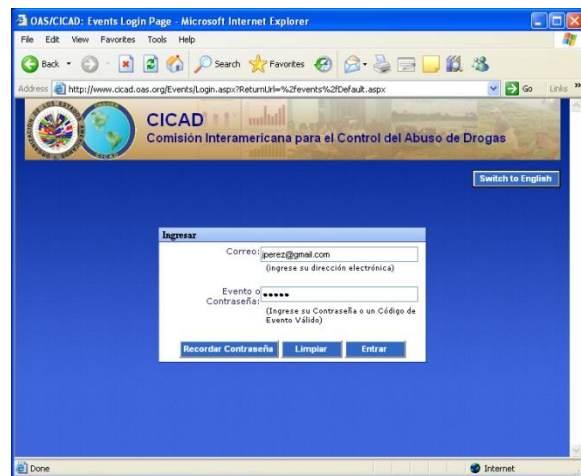 OAS/CICAD: Events Login Page - Microsoft Internet Explorer
File Edit View Favorites Tools Help
Back Search Favorites
Address http://www.cicad.oas.org/Events/Login.aspx?ReturnUrl=%2fevents%2fDefault.aspx Go Links »
CICAD
Comisión Interamericana para el Control del Abuso de Drogas
Switch to English
Ingresar
Correo: jperez@gmail.com
(ingrese su dirección electrónica)
Evento o
Contraseña: •••••
(Ingrese su Contraseña o un Código de
Evento Válido)
Recordar Contraseña Limpiar Entrar
Done Internet